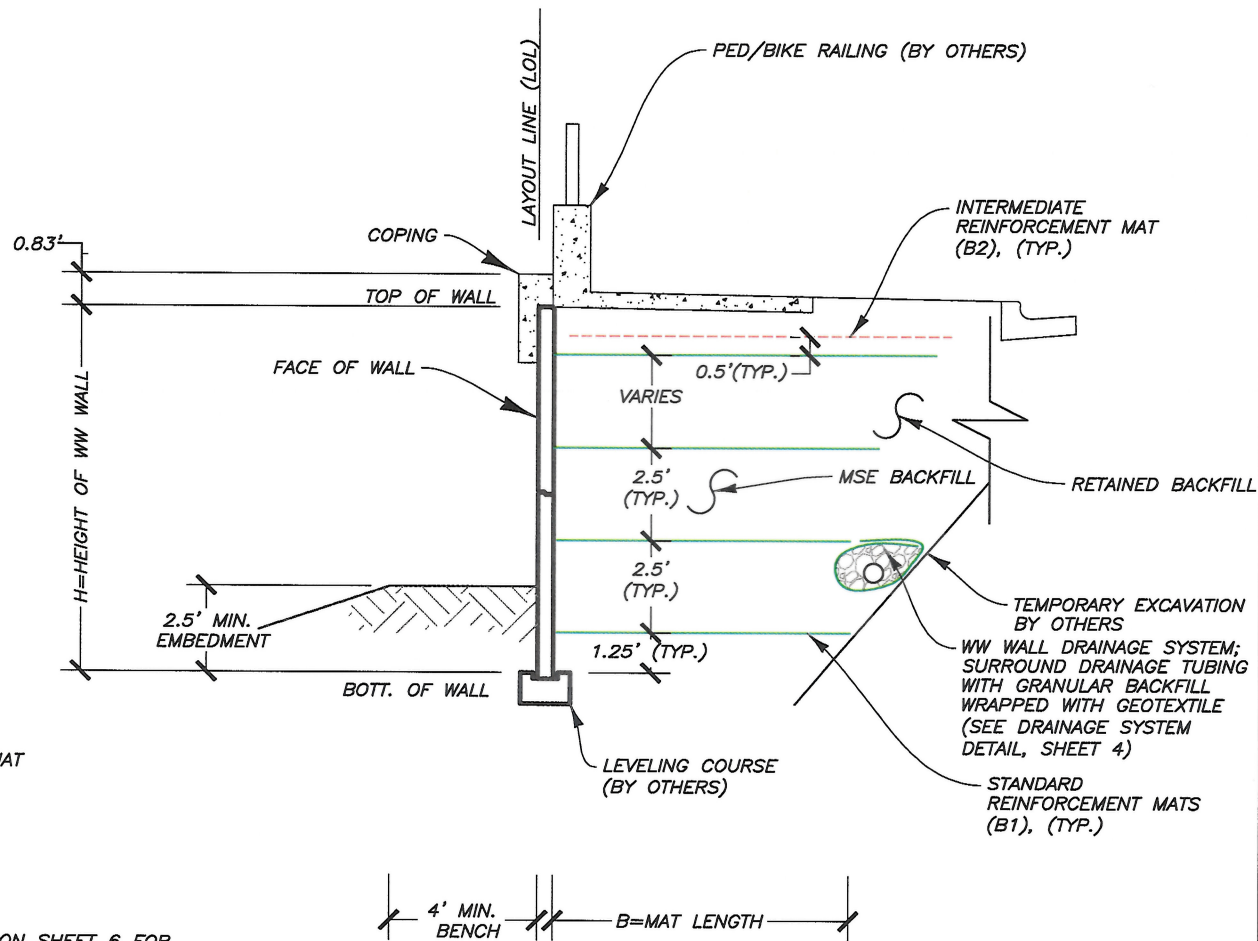 LAYOUT LINE (LOL)
PED/BIKE RAILING (BY OTHERS)
INTERMEDIATE
REINFORCEMENT MAT
(B2), (TYP.)
0.83'
COPING
TOP OF WALL
FACE OF WALL
0.5'(TYP.)
VARIES
H=HEIGHT OF WW WALL
2.5'
(TYP.)
MSE BACKFILL
RETAINED BACKFILL
2.5'
(TYP.)
2.5' MIN.
EMBEDMENT
1.25' (TYP.)
TEMPORARY EXCAVATION
BY OTHERS
WW WALL DRAINAGE SYSTEM;
SURROUND DRAINAGE TUBING
WITH GRANULAR BACKFILL
WRAPPED WITH GEOTEXTILE
(SEE DRAINAGE SYSTEM
DETAIL, SHEET 4)
BOTT. OF WALL
LEVELING COURSE
(BY OTHERS)
STANDARD
REINFORCEMENT MATS
(B1), (TYP.)
4' MIN.
BENCH
B=MAT LENGTH
ON SHEET 6 FOR